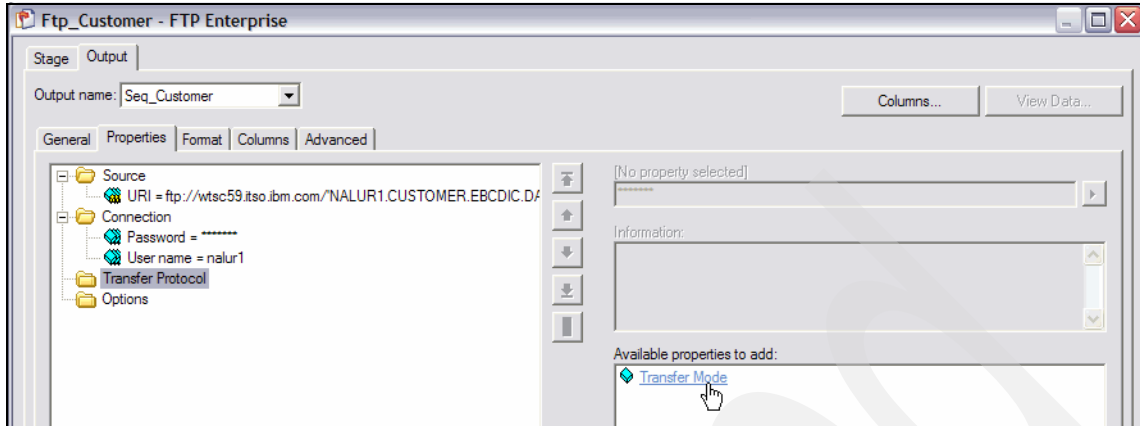 Ftp_Customer - FTP Enterprise
Stage Output
Output name: Seq_Customer
Columns... View Data...
General Properties Format Columns Advanced
Source
URI = ftp://wtsc59.itso.ibm.com/"NALUR1.CUSTOMER.EBCDIC.DA
Connection
Password = *******
User name = nalur1
Transfer Protocol
Options
[No property selected]
*******
Information:
Available properties to add:
Transfer Mode